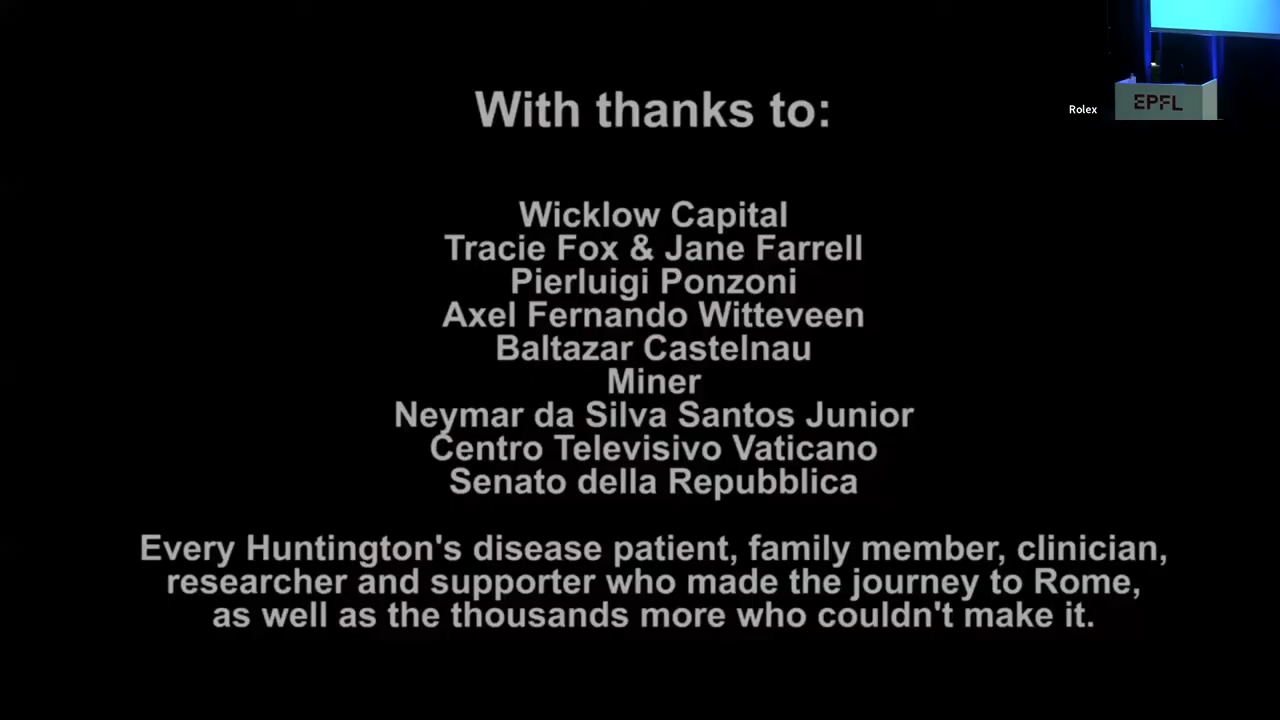 With thanks to:
Wicklow Capital
Tracie Fox & Jane Farrell
Pierluigi Ponzoni
Axel Fernando Witteveen
Baltazar Castelnau
Miner
Neymar da Silva Santos Junior
Centro Televisivo Vaticano
Senato della Repubblica
Every Huntington's disease patient, family member, clinician,
researcher and supporter who made the journey to Rome,
as well as the thousands more who couldn't make it.
Rolex
EPFL